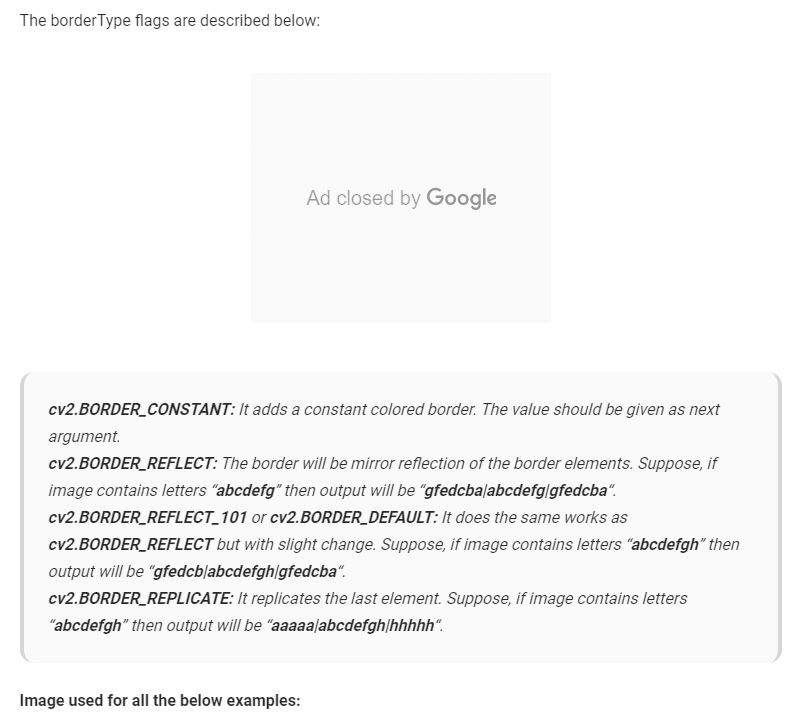 The borderType flags are described below:
Ad closed by Google
cv2.BORDER_CONSTANT: It adds a constant colored border. The value should be given as next
argument.
cv2.BORDER_REFLECT: The border will be mirror reflection of the border elements. Suppose, if
image contains letters “abcdefg” then output will be “gfedcba|abcdefg|gfedcba“.
cv2.BORDER_REFLECT_101 or cv2.BORDER_DEFAULT: It does the same works as
cv2.BORDER_REFLECT but with slight change. Suppose, if image contains letters “abcdefgh” then
output will be “gfedcb|abcdefgh|gfedcba“.
cv2.BORDER_REPLICATE: It replicates the last element. Suppose, if image contains letters
“abcdefgh” then output will be “aaaaa|abcdefgh|hhhhh“.
Image used for all the below examples: